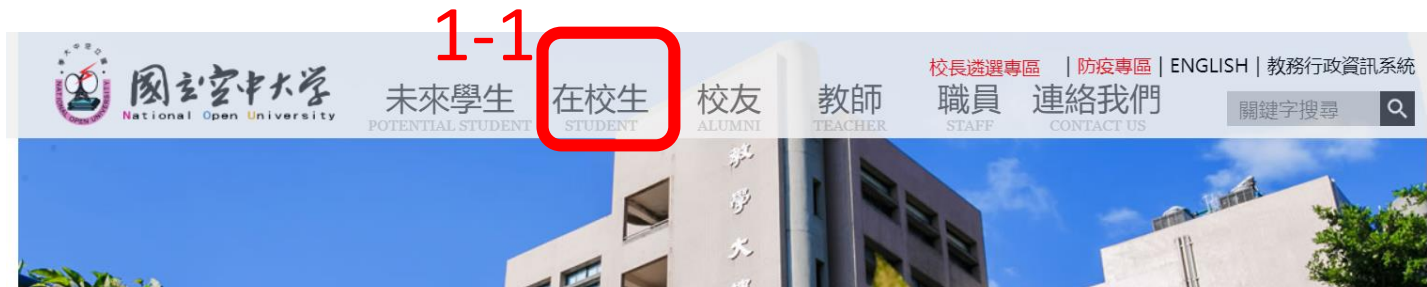 1-1
國立空中大學
National Open University
未來學生
POTENTIAL STUDENT
在校生
STUDENT
校友
ALUMNI
教師
TEACHER
職員
STAFF
連絡我們
CONTACT US
校長遴選專區 | 防疫專區 | ENGLISH | 教務行政資訊系統
關鍵字搜尋
教學大